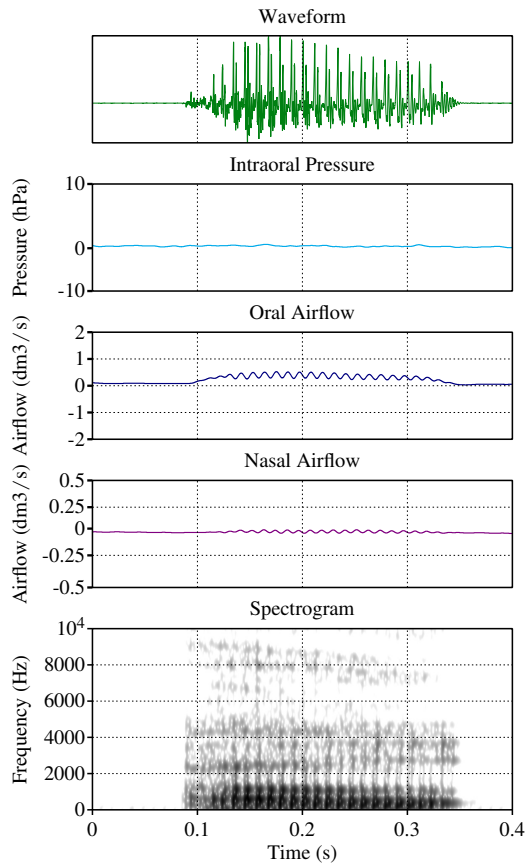 Waveform
Intraoral Pressure
Pressure (hPa)
10
0
-10
Oral Airflow
Airflow (dm3/s)
2
1
0
-1
-2
Nasal Airflow
Airflow (dm3/s)
0.5
0.25
0
-0.25
-0.5
Spectrogram
Frequency (Hz)
10⁴
8000
6000
4000
2000
0
0 0.1 0.2 0.3 0.4
Time (s)